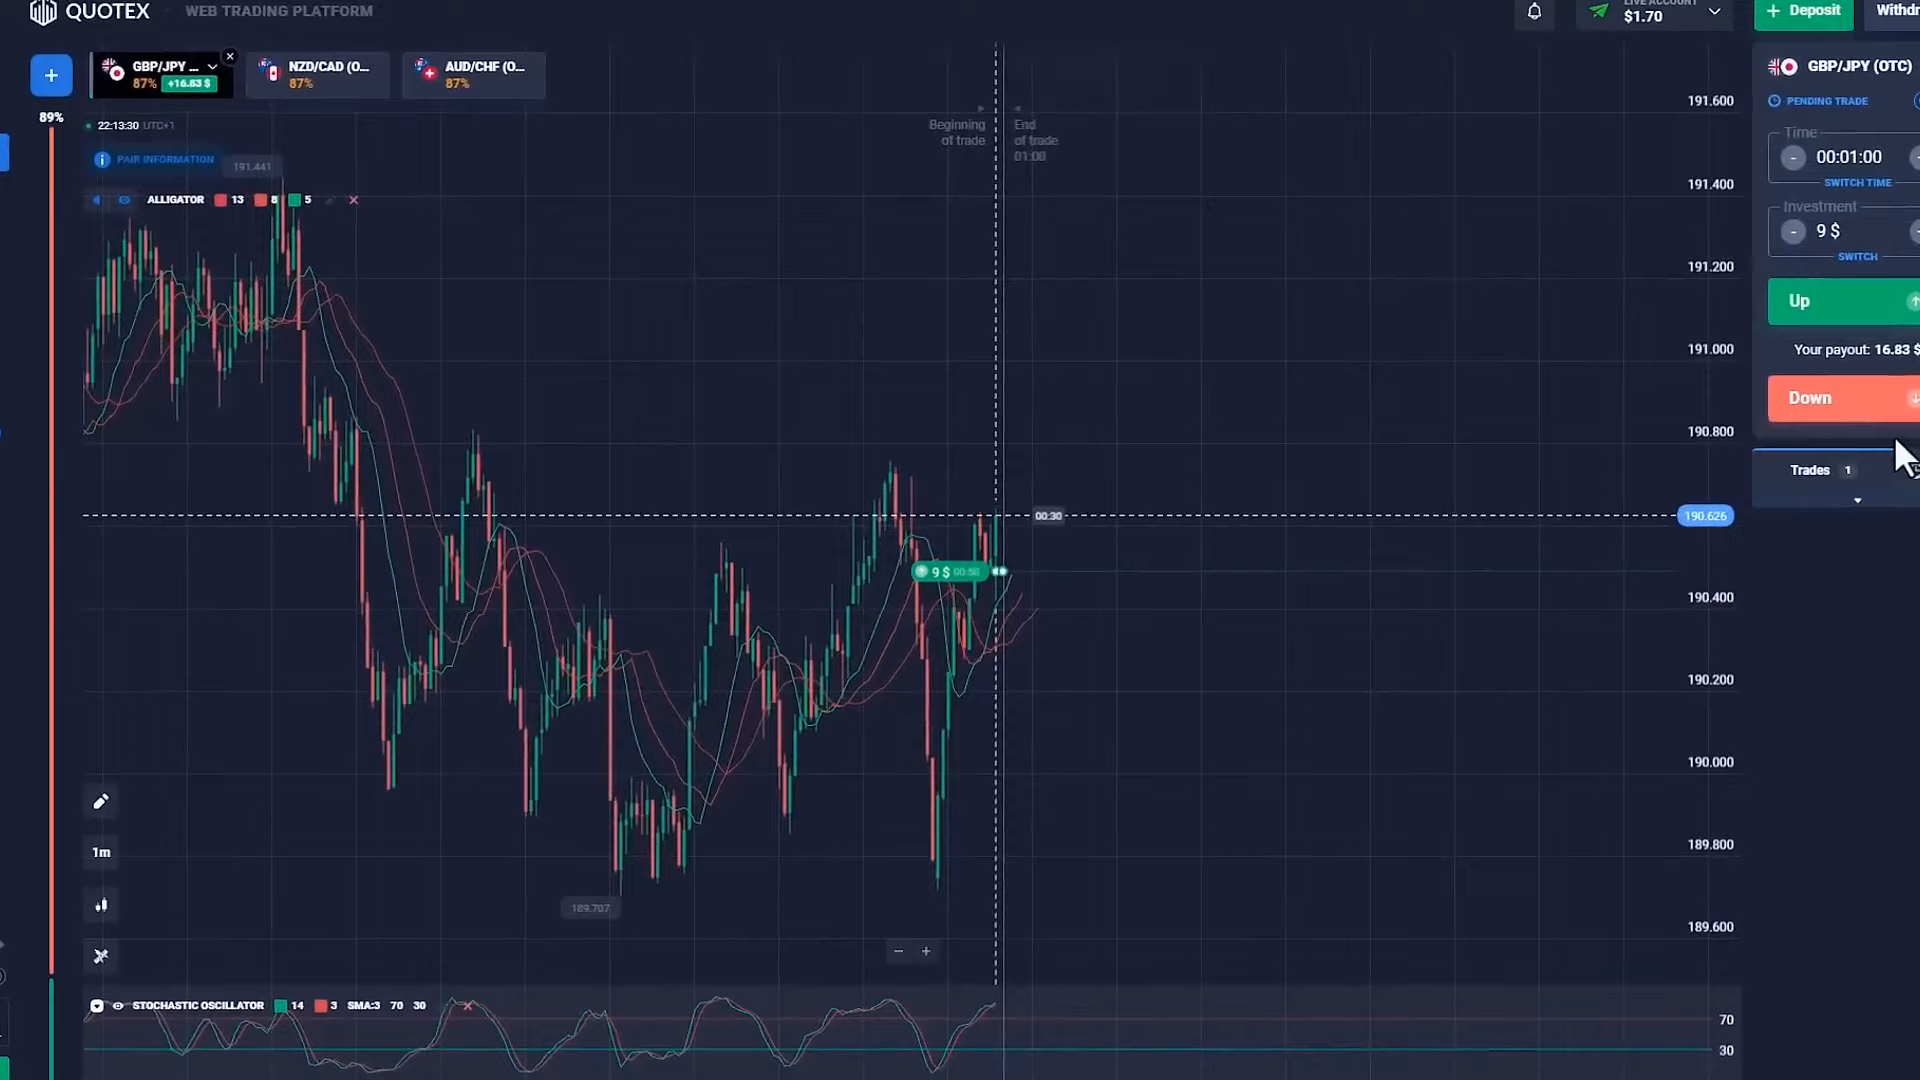 QUOTEX
WEB TRADING PLATFORM
$1.70
+ Deposit
GBP/JPY ...
87% +16.83 $
NZD/CAD (O...
87%
AUD/CHF (O...
87%
89%
22:13:30 UTC+1
PAIR INFORMATION
191.441
ALLIGATOR 13 8 5
Beginning
of trade
End
of trade
01:00
191.600
191.400
191.200
191.000
190.800
190.626
190.400
190.200
190.000
189.800
189.600
00:30
9 $ 00:50
189.707
1m
STOCHASTIC OSCILLATOR 14 3 SMA:3 70 30
70
30
GBP/JPY (OTC)
PENDING TRADE
Time
00:01:00
SWITCH TIME
Investment
9 $
SWITCH
Up
Your payout: 16.83 $
Down
Trades 1